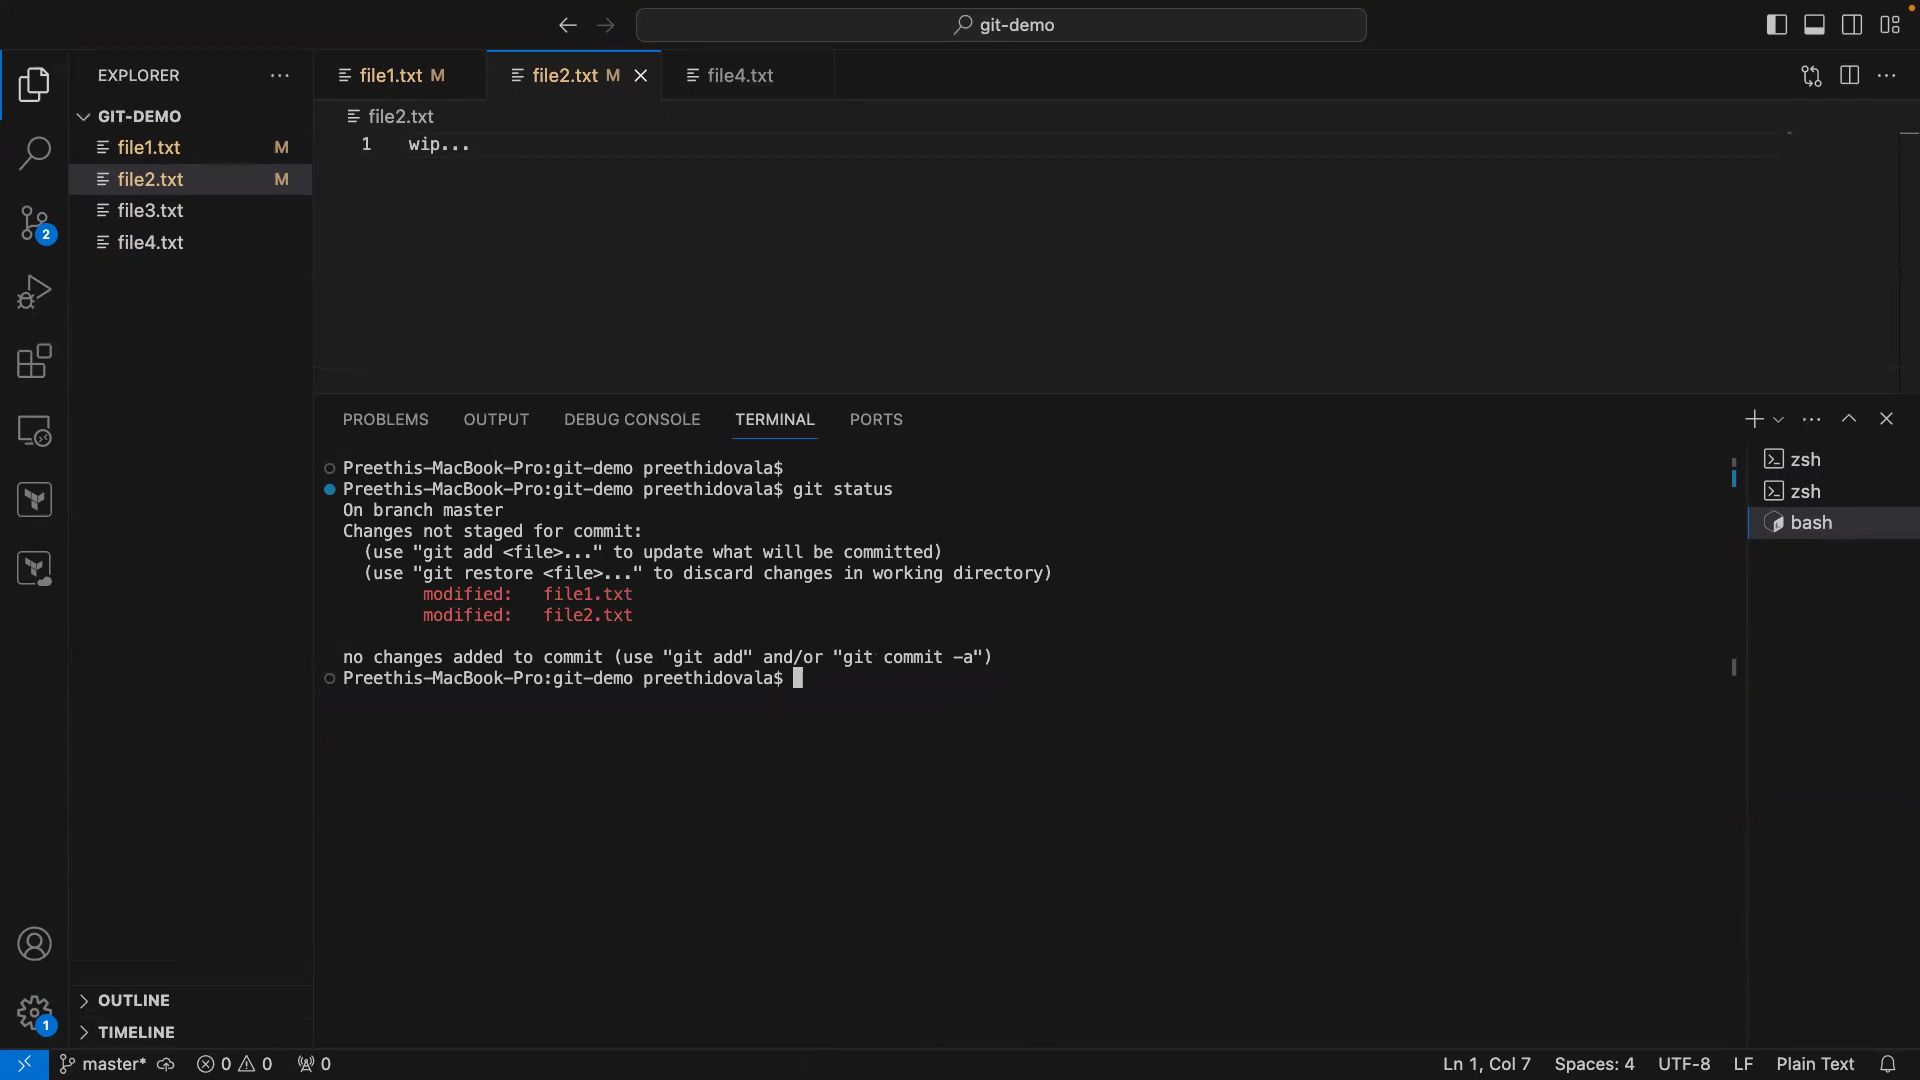 git-demo
EXPLORER
GIT-DEMO
file1.txt M
file2.txt M
file3.txt
file4.txt
2
file1.txt M
file2.txt M
file4.txt
file2.txt
1 wip...
PROBLEMS OUTPUT DEBUG CONSOLE TERMINAL PORTS
Preethis-MacBook-Pro:git-demo preethidovala$
Preethis-MacBook-Pro:git-demo preethidovala$ git status
On branch master
Changes not staged for commit:
(use "git add <file>..." to update what will be committed)
(use "git restore <file>..." to discard changes in working directory)
modified: file1.txt
modified: file2.txt
no changes added to commit (use "git add" and/or "git commit -a")
Preethis-MacBook-Pro:git-demo preethidovala$
zsh
zsh
bash
OUTLINE
TIMELINE
1
master* 0 0 0
Ln 1, Col 7 Spaces: 4 UTF-8 LF Plain Text